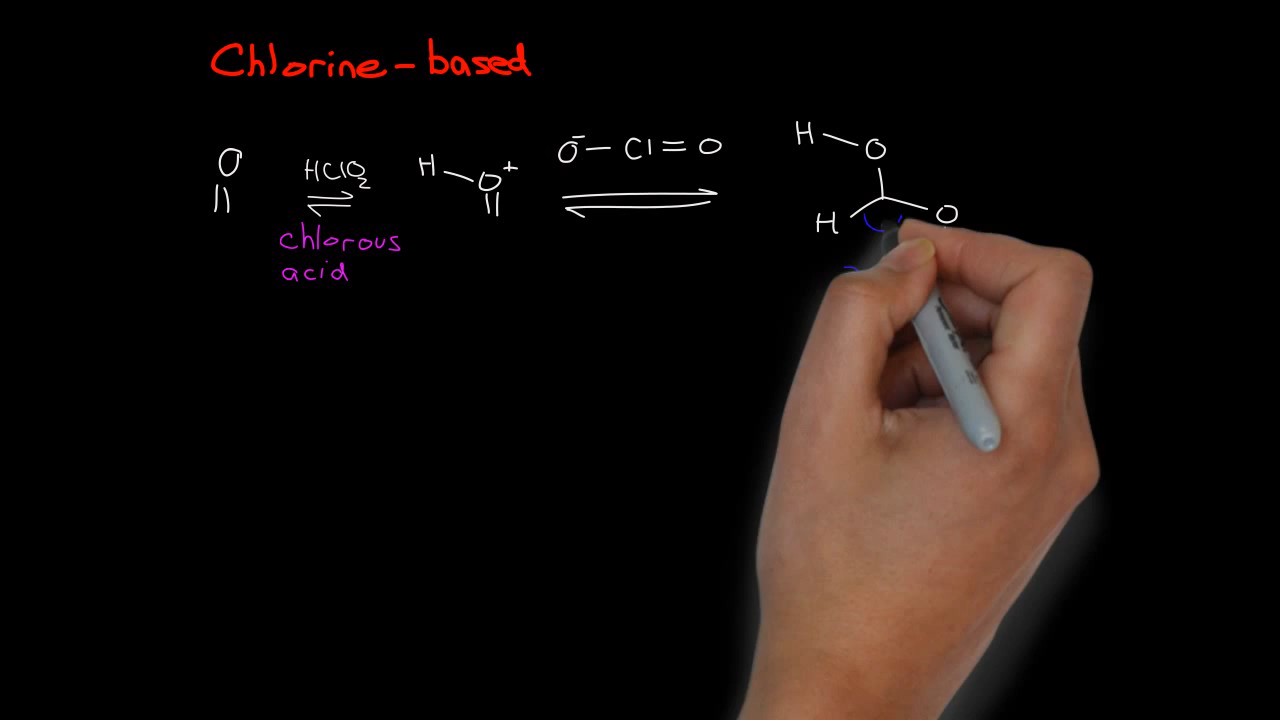 Chlorine - based
O
HClO2
H O+
O- – Cl = O
H O
H O
chlorous
acid